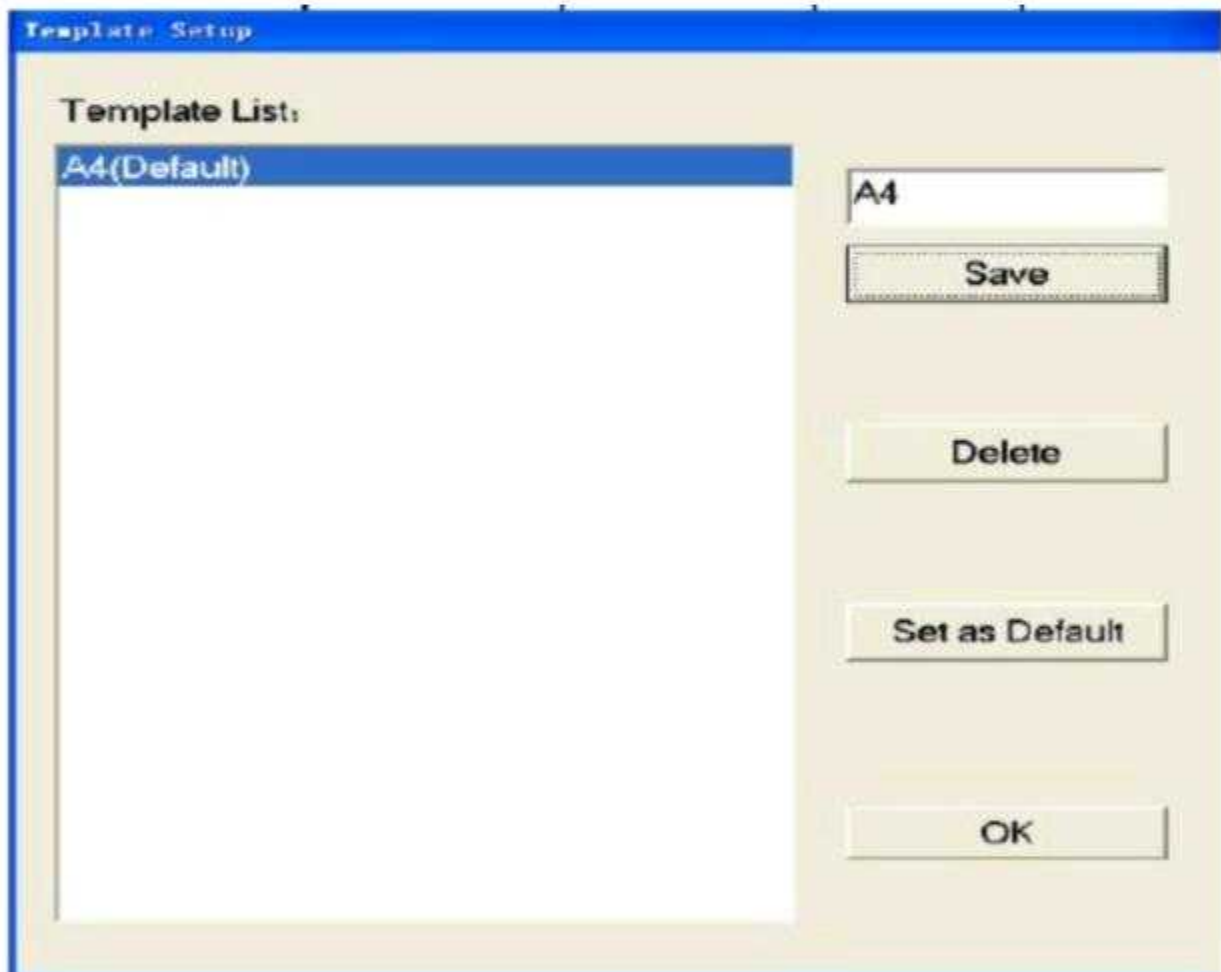 Template Setup
Template List:
A4(Default)
A4
Save
Delete
Set as Default
OK